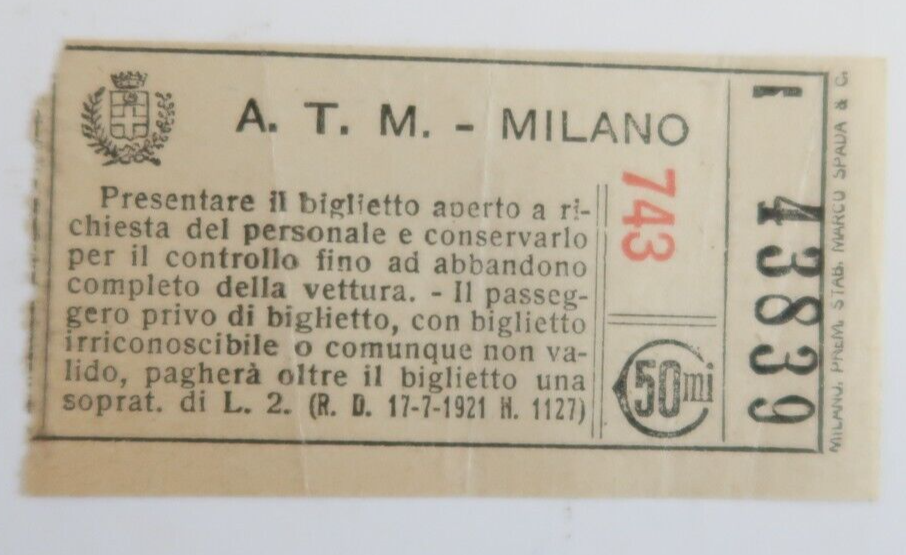 A. T. M. - MILANO
Presentare il biglietto aperto a ri-
chiesta del personale e conservarlo
per il controllo fino ad abbandono
completo della vettura. - Il passeg-
gero privo di biglietto, con biglietto
irriconoscibile o comunque non va-
lido, pagherà oltre il biglietto una
soprat. di L. 2. (R. D. 17-7-1921 N. 1127)
743
50mi
43839
MILANO. PREM. STAB. MARCO SPADA & C.